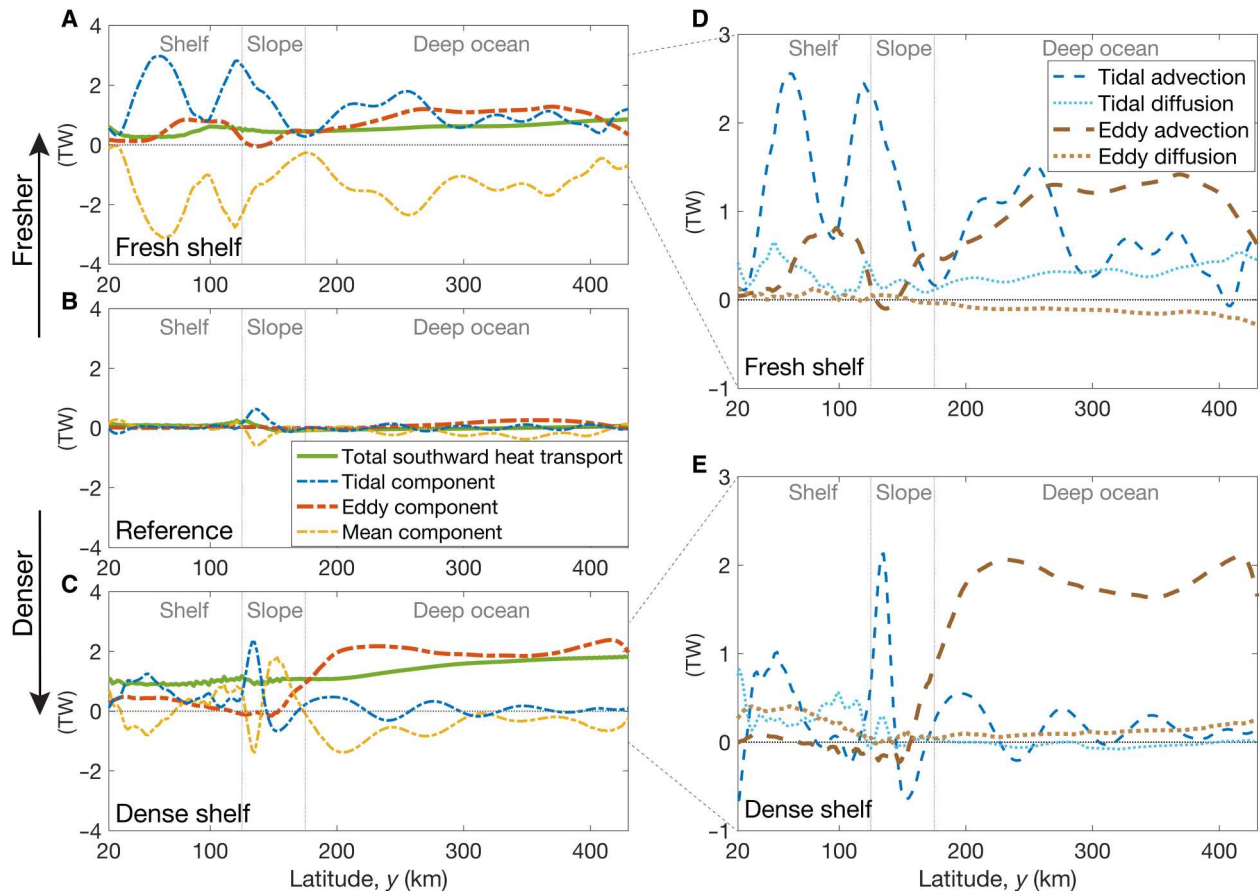 A
4
Shelf
Slope
Deep ocean
2
0
-2
-4
(TW)
Fresh shelf
20
100
200
300
400
Fresher
B
4
Shelf
Slope
Deep ocean
2
0
-2
-4
(TW)
Total southward heat transport
Tidal component
Eddy component
Mean component
Reference
20
100
200
300
400
Denser
C
4
Shelf
Slope
Deep ocean
2
0
-2
-4
(TW)
Dense shelf
20
100
200
300
400
Latitude, y (km)
D
3
Shelf
Slope
Deep ocean
Tidal advection
Tidal diffusion
Eddy advection
Eddy diffusion
2
1
0
−1
(TW)
Fresh shelf
20
100
200
300
400
E
3
Shelf
Slope
Deep ocean
2
1
0
−1
(TW)
Dense shelf
20
100
200
300
400
Latitude, y (km)